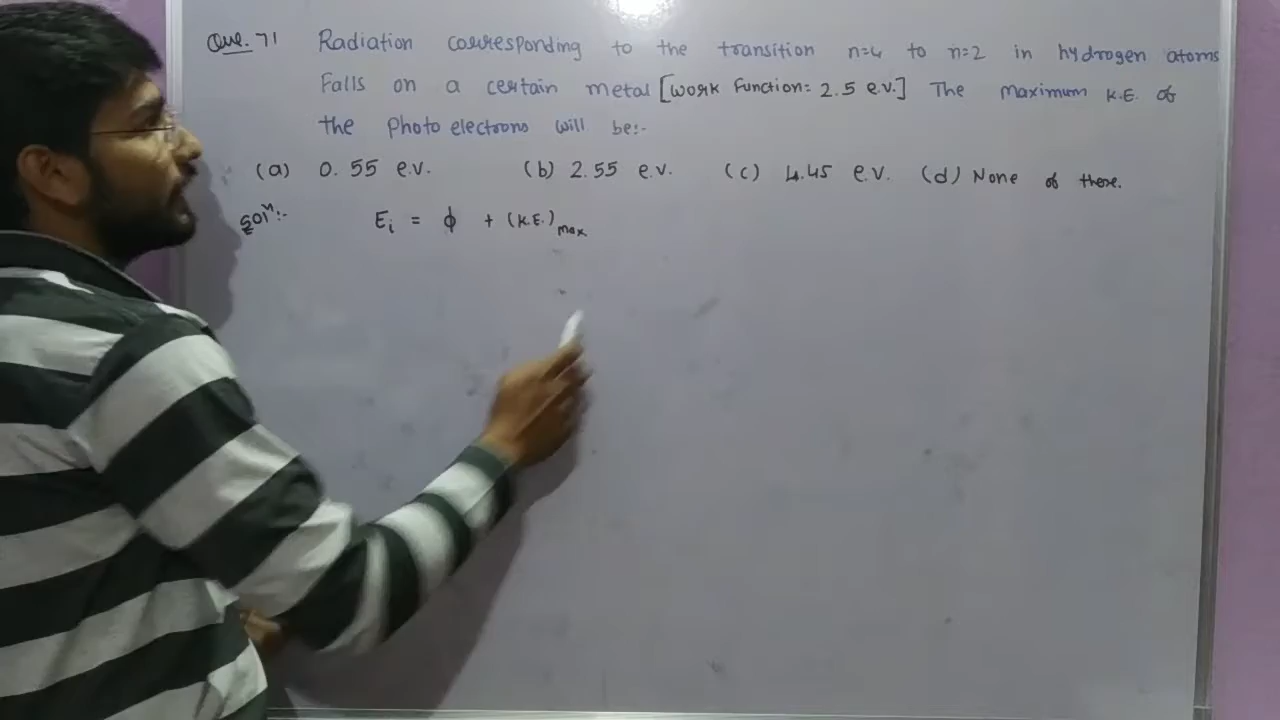 Que. 71 Radiation corresponding to the transition n=4 to n=2 in hydrogen atoms
Falls on a certain metal [work function: 2.5 e.v.] The maximum K.E. of
the Photo electrons will be:-
(a) 0.55 e.v. (b) 2.55 e.v. (c) 4.45 e.v. (d) None of these.
Solⁿ:- Eᵢ = ϕ + (K.E.)max